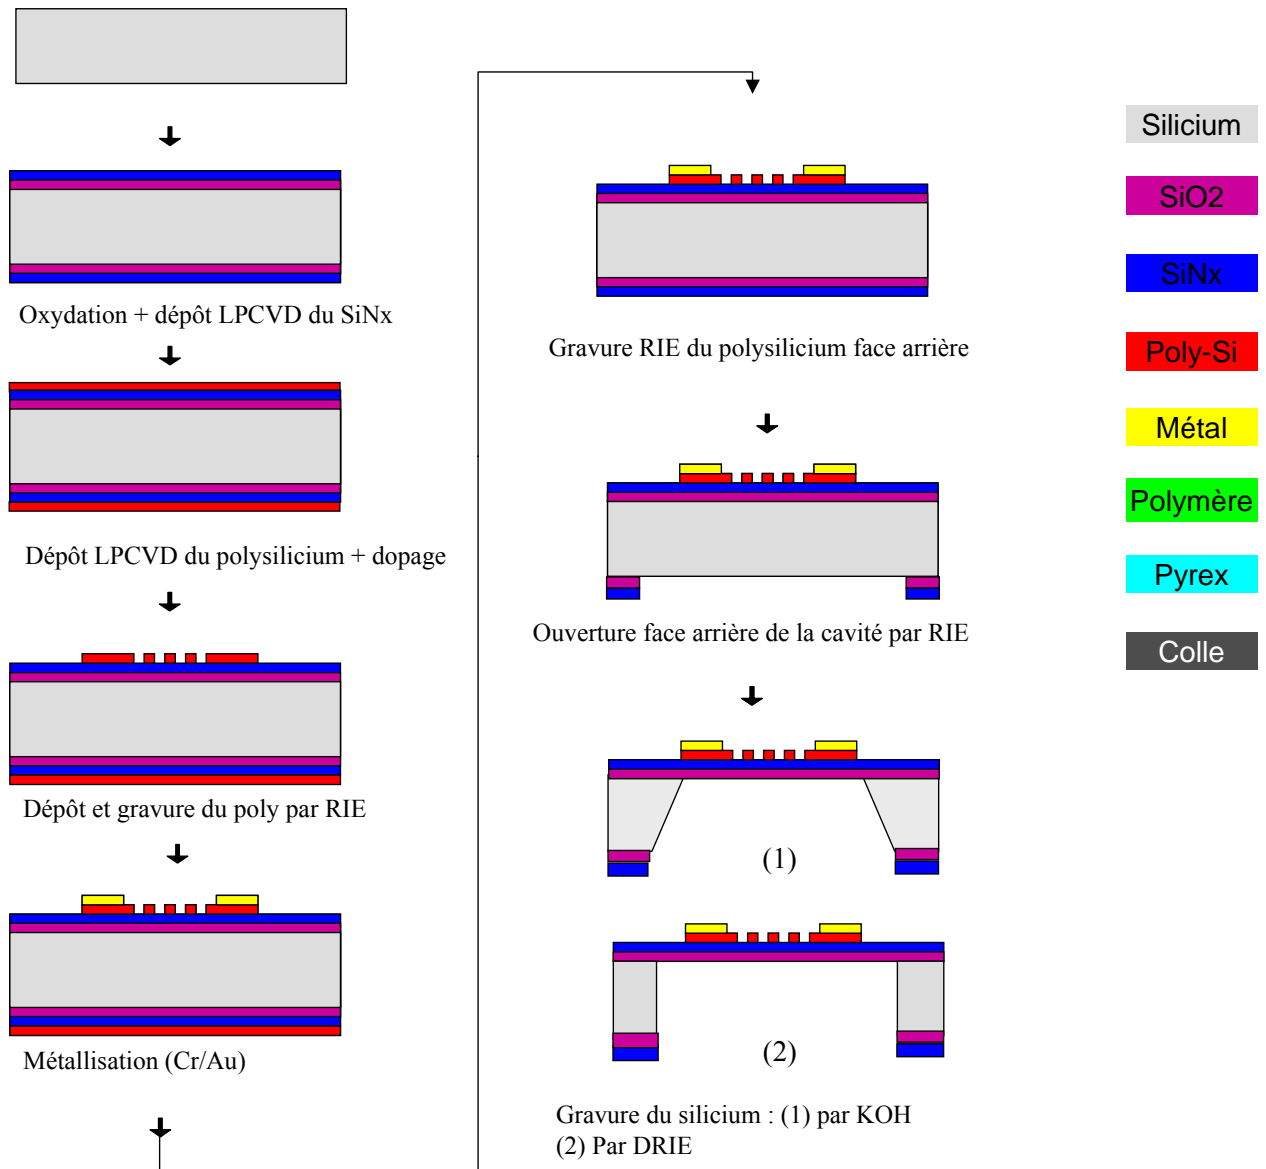 Oxydation + dépôt LPCVD du SiNx
Dépôt LPCVD du polysilicium + dopage
Dépôt et gravure du poly par RIE
Métallisation (Cr/Au)
Gravure RIE du polysilicium face arrière
Ouverture face arrière de la cavité par RIE
(1)
(2)
Gravure du silicium : (1) par KOH
(2) Par DRIE
Silicium
SiO2
SiNx
Poly-Si
Métal
Polymère
Pyrex
Colle